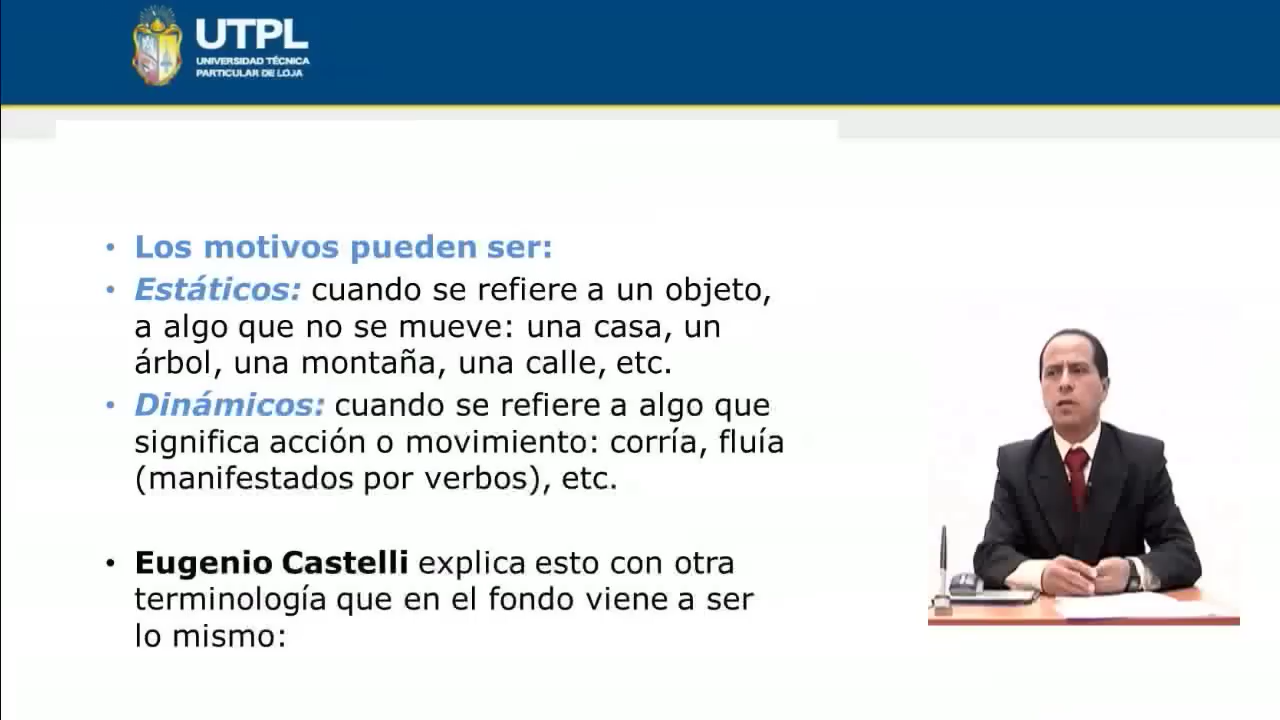 UTPL
UNIVERSIDAD TÉCNICA
PARTICULAR DE LOJA
• Los motivos pueden ser:
• Estáticos: cuando se refiere a un objeto,
a algo que no se mueve: una casa, un
árbol, una montaña, una calle, etc.
• Dinámicos: cuando se refiere a algo que
significa acción o movimiento: corría, fluía
(manifestados por verbos), etc.
• Eugenio Castelli explica esto con otra
terminología que en el fondo viene a ser
lo mismo: